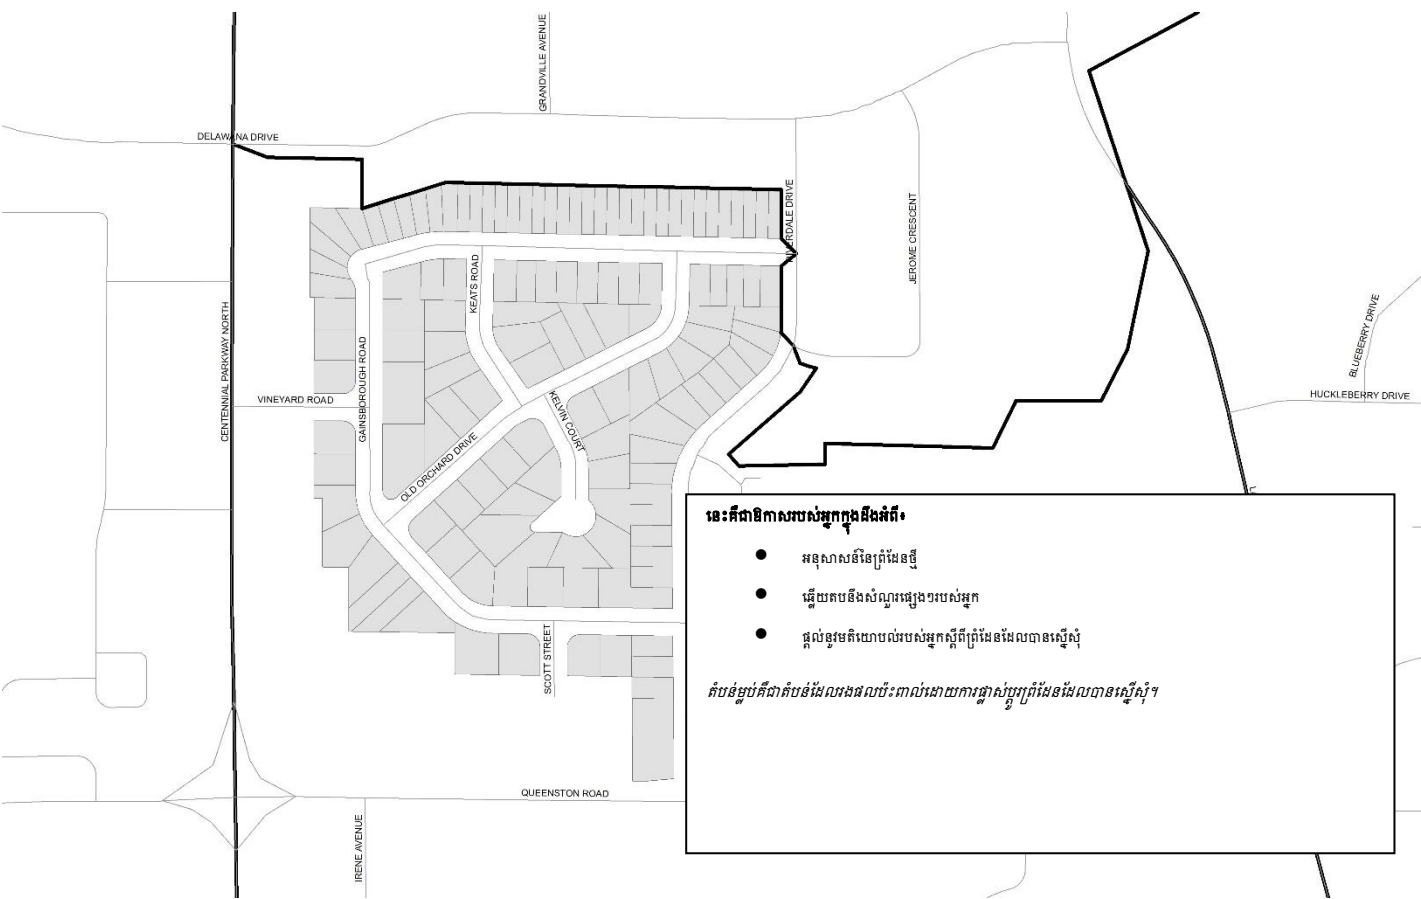 GRANDVILLE AVENUE
DELAWANA DRIVE
RIVERDALE DRIVE
JEROME CRESCENT
KEATS ROAD
CENTENNIAL PARKWAY NORTH
GAINSBOROUGH ROAD
VINEYARD ROAD
BLUEBERRY DRIVE
HUCKLEBERRY DRIVE
KELVIN COURT
OLD ORCHARD DRIVE
SCOTT STREET
QUEENSTON ROAD
IRENE AVENUE
នេះគឺជាឱកាសរបស់អ្នកក្នុងដឹងអំពី៖
● អនុសាសន៍នៃព្រំដែនថ្មី
● ឆ្លើយតបនឹងសំណួរផ្សេងៗរបស់អ្នក
● ផ្តល់នូវមតិយោបល់របស់អ្នកស្តីពីព្រំដែនដែលបានស្នើសុំ
តំបន់ម្លប់គឺជាតំបន់ដែលរងផលប៉ះពាល់ដោយការផ្លាស់ប្តូរព្រំដែនដែលបានស្នើសុំ។